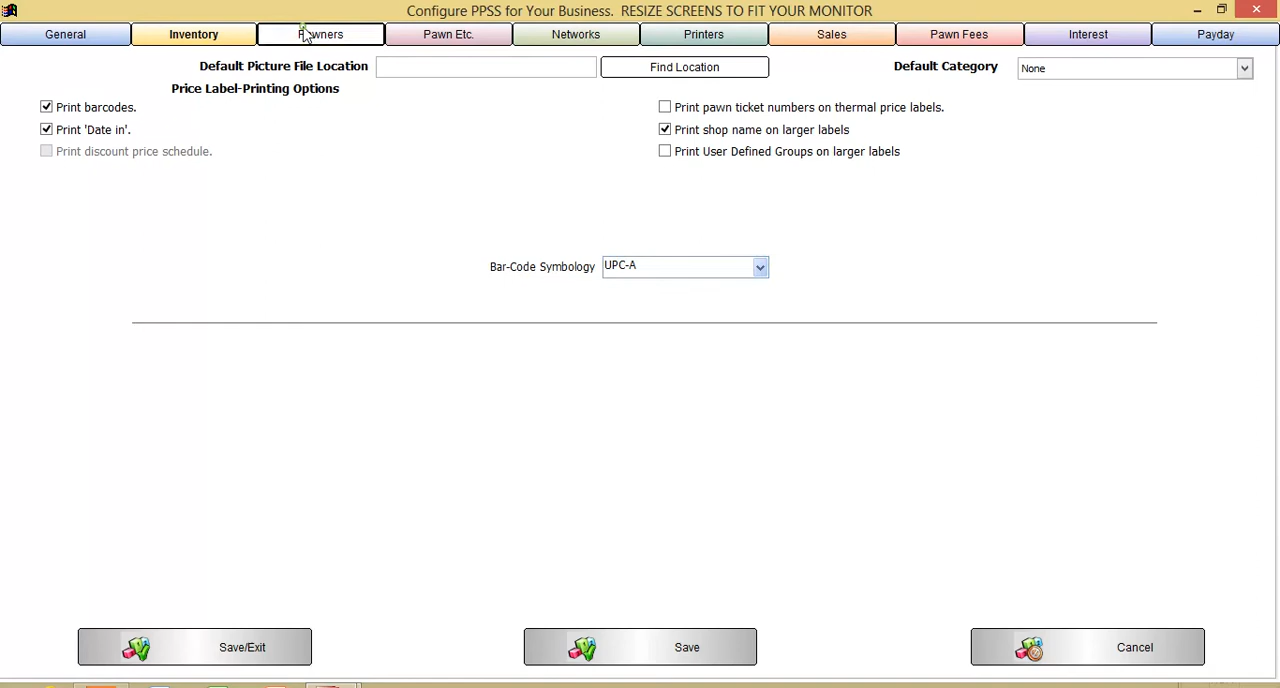 Configure PPSS for Your Business.  RESIZE SCREENS TO FIT YOUR MONITOR
General Inventory Pawners Pawn Etc. Networks Printers Sales Pawn Fees Interest Payday
Default Picture File Location Find Location Default Category None
Price Label-Printing Options
Print barcodes. Print pawn ticket numbers on thermal price labels.
Print 'Date in'. Print shop name on larger labels
Print discount price schedule. Print User Defined Groups on larger labels
Bar-Code Symbology UPC-A
Save/Exit Save Cancel